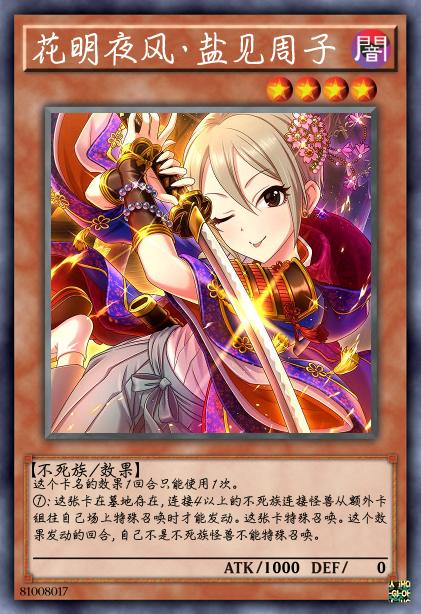 花明夜风·盐见周子
闇
【不死族/效果】
这个卡名的效果1回合只能使用1次。
①：这张卡在墓地存在，连接4以上的不死族连接怪兽从额外卡
组往自己场上特殊召唤时才能发动。这张卡特殊召唤。这个效
果发动的回合，自己不是不死族怪兽不能特殊召唤。
ATK/1000 DEF/ 0
81008017